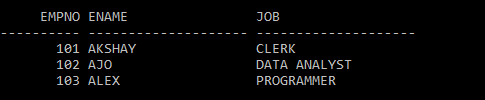 EMPNO ENAME                JOB
---------- -------------------- --------------------
101 AKSHAY               CLERK
102 AJO                  DATA ANALYST
103 ALEX                 PROGRAMMER